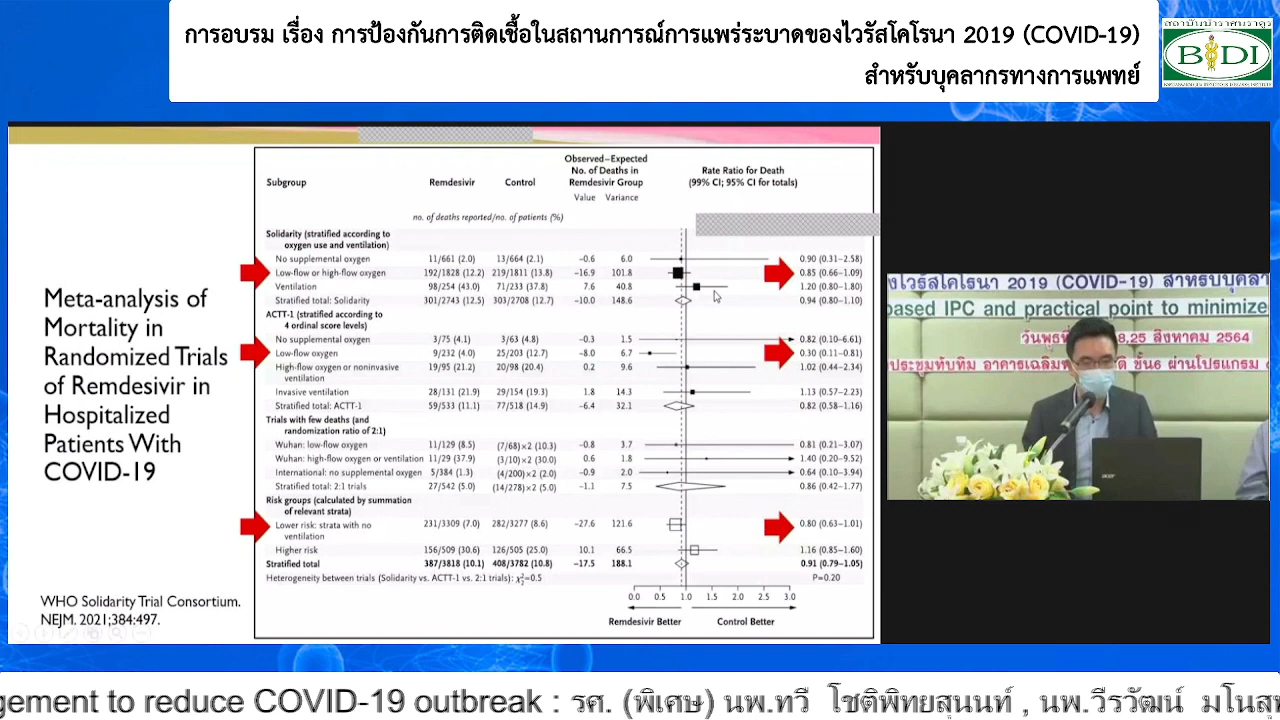 การอบรม เรื่อง การป้องกันการติดเชื้อในสถานการณ์การแพร่ระบาดของไวรัสโคโรนา 2019 (COVID-19)
สำหรับบุคลากรทางการแพทย์
สถาบันบำราศนราดูร
BIDI
Meta-analysis of
Mortality in
Randomized Trials
of Remdesivir in
Hospitalized
Patients With
COVID-19
WHO Solidarity Trial Consortium.
NEJM. 2021;384:497.
Subgroup Remdesivir Control Observed–Expected No. of Deaths in Remdesivir Group Rate Ratio for Death (99% CI; 95% CI for totals)
Value Variance
no. of deaths reported/no. of patients (%)
Solidarity (stratified according to
oxygen use and ventilation)
No supplemental oxygen 11/661 (2.0) 13/664 (2.1) −0.6 6.0 0.90 (0.31–2.58)
Low-flow or high-flow oxygen 192/1828 (12.2) 219/1811 (13.8) −16.9 101.8 0.85 (0.66–1.09)
Ventilation 98/254 (43.0) 71/233 (37.8) 7.6 40.8 1.20 (0.80–1.80)
Stratified total: Solidarity 301/2743 (12.5) 303/2708 (12.7) −10.0 148.6 0.94 (0.80–1.10)
ACTT-1 (stratified according to
4 ordinal score levels)
No supplemental oxygen 3/75 (4.1) 3/63 (4.8) −0.3 1.5 0.82 (0.10–6.61)
Low-flow oxygen 9/232 (4.0) 25/203 (12.7) −8.0 6.7 0.30 (0.11–0.81)
High-flow oxygen or noninvasive 19/95 (21.2) 20/98 (20.4) 0.2 9.6 1.02 (0.44–2.34)
ventilation
Invasive ventilation 28/131 (21.9) 29/154 (19.3) 1.8 14.3 1.13 (0.57–2.23)
Stratified total: ACTT-1 59/533 (11.1) 77/518 (14.9) −6.4 32.1 0.82 (0.58–1.16)
Trials with few deaths (and
randomization ratio of 2:1)
Wuhan: low-flow oxygen 11/129 (8.5) (7/68)×2 (10.3) −0.8 3.7 0.81 (0.21–3.07)
Wuhan: high-flow oxygen or ventilation 11/29 (37.9) (3/10)×2 (30.0) 0.6 1.8 1.40 (0.20–9.52)
International: no supplemental oxygen 5/384 (1.3) (4/200)×2 (2.0) −0.9 2.0 0.64 (0.10–3.94)
Stratified total: 2:1 trials 27/542 (5.0) (14/278)×2 (5.0) −1.1 7.5 0.86 (0.42–1.77)
Risk groups (calculated by summation
of relevant strata)
Lower risk: strata with no 231/3309 (7.0) 282/3277 (8.6) −27.6 121.6 0.80 (0.63–1.01)
ventilation
Higher risk 156/509 (30.6) 126/505 (25.0) 10.1 66.5 1.16 (0.85–1.60)
Stratified total 387/3818 (10.1) 408/3782 (10.8) −17.5 188.1 0.91 (0.79–1.05)
Heterogeneity between trials (Solidarity vs. ACTT-1 vs. 2:1 trials): χ²₂=0.5 P=0.20
0.0 0.5 1.0 1.5 2.0 2.5 3.0
Remdesivir Better Control Better
ไวรัสโคโรนา 2019 (COVID-19) สำหรับบุคล
based IPC and practical point to minimize
วันพุธที่ 8,25 สิงหาคม 2564
ประชุมทับทิม อาคารเฉลิมพ ติ ชั้น6 ผ่านโปรแกรม
acer
gement to reduce COVID-19 outbreak : รศ. (พิเศษ) นพ.ทวี โชติพิทยสุนนท์ , นพ.วีรวัฒน์ มโนสุ